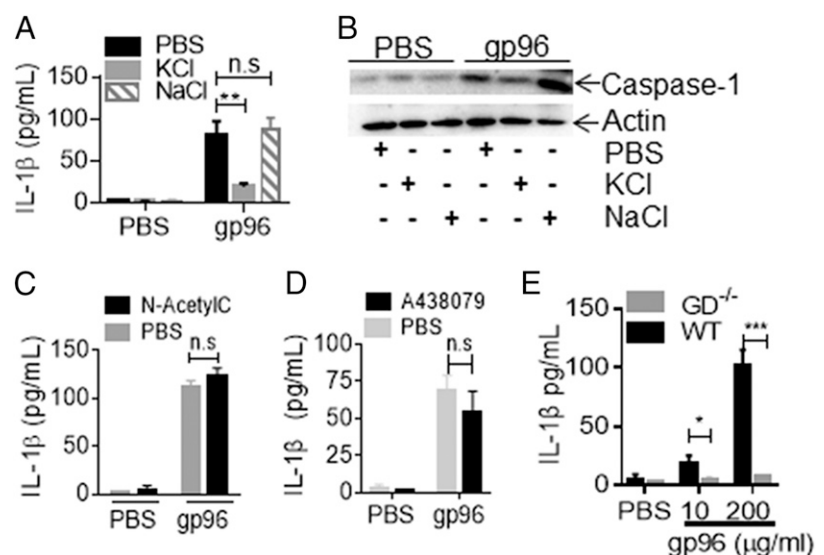 A
PBS
KCl
NaCl
n.s
**
IL-1β (pg/mL)
150
100
50
0
PBS gp96
B
PBS gp96
Caspase-1
Actin
+ - - + - - PBS
- + - - + - KCl
- - + - - + NaCl
C
N-AcetylC
PBS
n.s
IL-1β (pg/mL)
150
100
50
0
PBS gp96
D
A438079
PBS
n.s
IL-1β (pg/mL)
100
75
50
25
0
PBS gp96
E
GD-/-
WT
***
*
IL-1β pg/mL
150
100
50
0
PBS 10 200
gp96 (μg/ml)